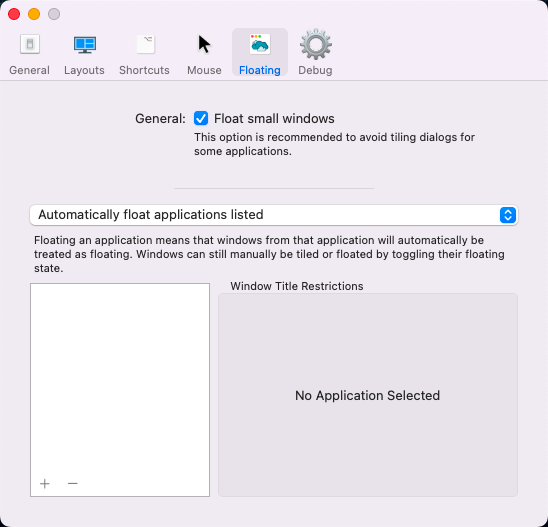 General
Layouts
Shortcuts
Mouse
Floating
Debug
General:
Float small windows
This option is recommended to avoid tiling dialogs for
some applications.
Automatically float applications listed
Floating an application means that windows from that application will automatically be
treated as floating. Windows can still manually be tiled or floated by toggling their floating
state.
Window Title Restrictions
No Application Selected